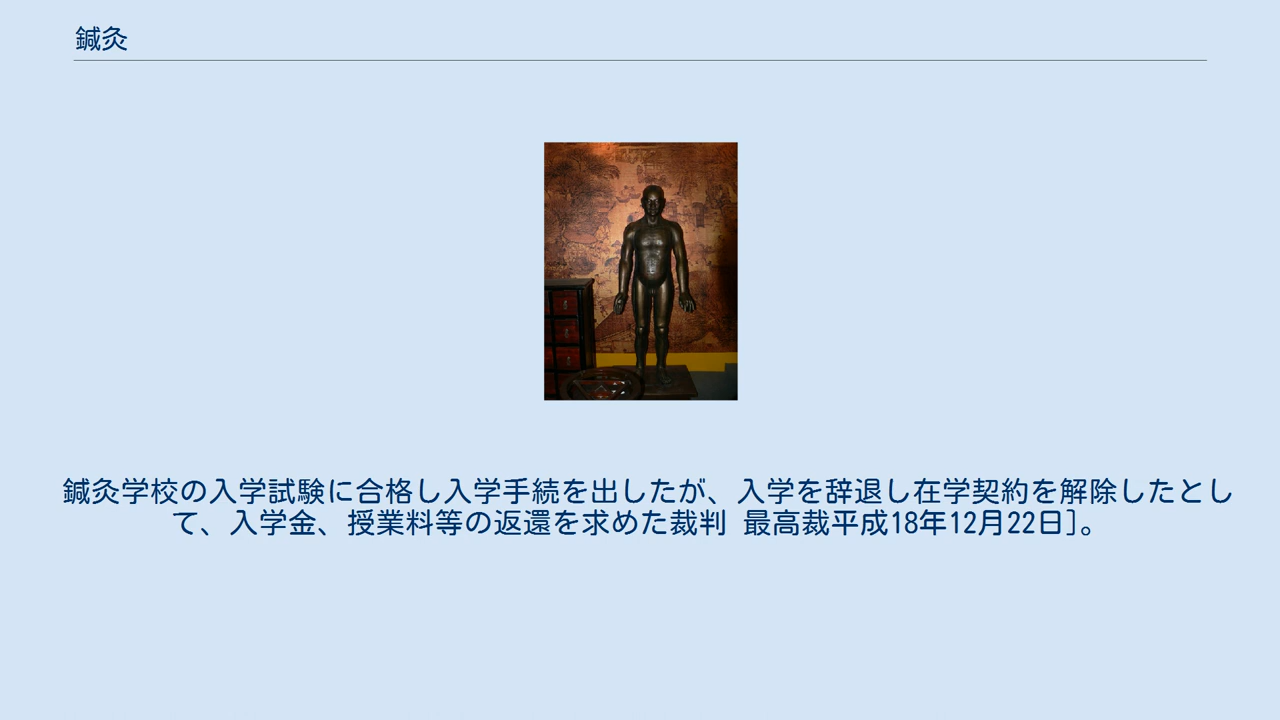 鍼灸
鍼灸学校の入学試験に合格し入学手続を出したが、入学を辞退し在学契約を解除したとし
て、入学金、授業料等の返還を求めた裁判 最高裁平成18年12月22日]。